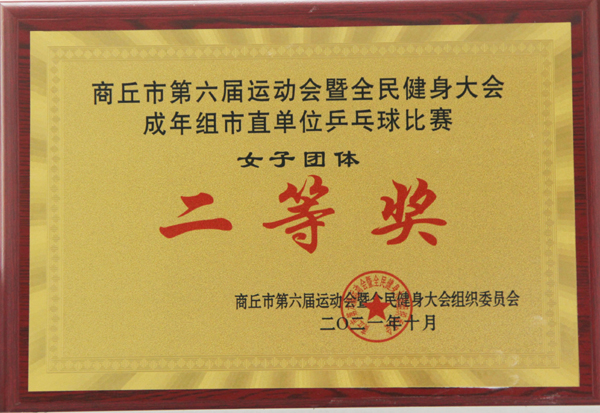 商丘市第六届运动会暨全民健身大会
成年组市直单位乒乓球比赛
女子团体
二等奖
商丘市第六届运动会暨全民健身大会组织委员会
二〇二一年十月